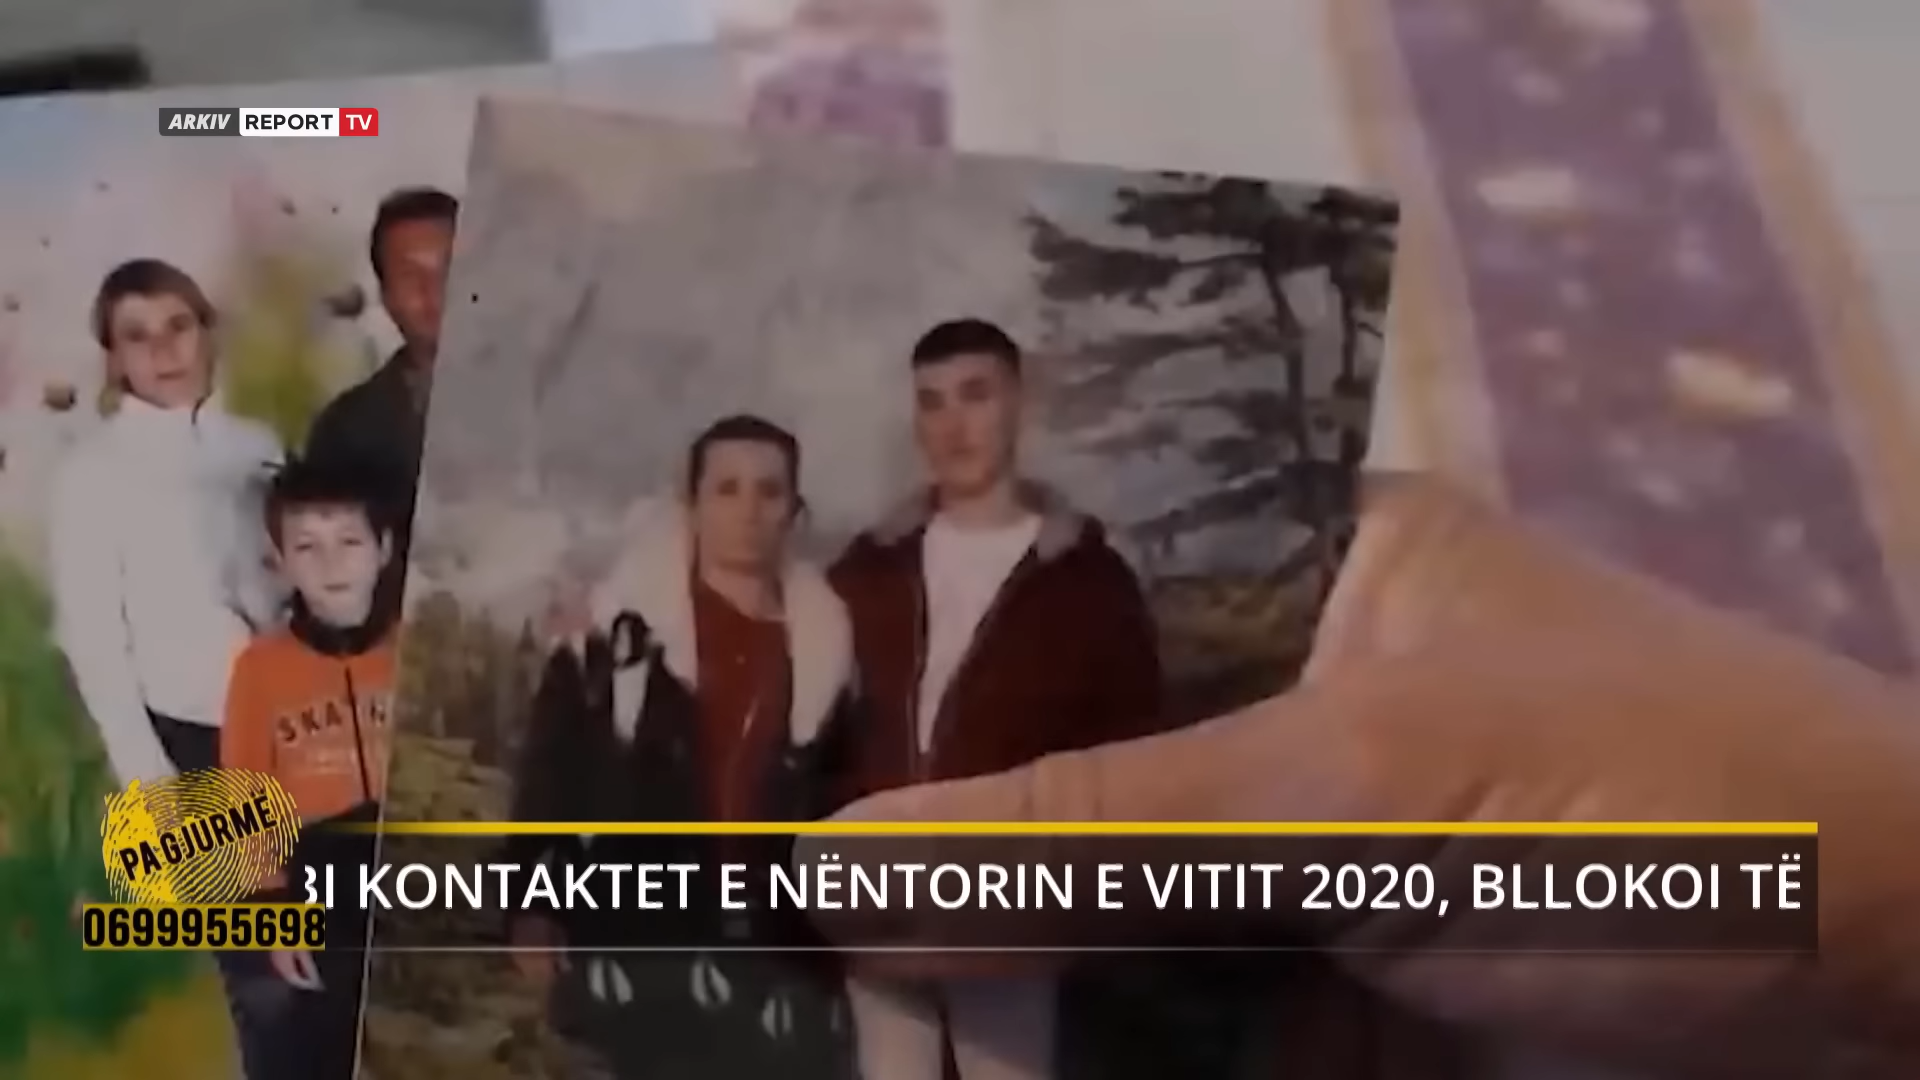 ARKIV REPORT TV
SKA
PA GJURMË
KONTAKTET E NËNTORIN E VITIT 2020, BLLOKOI TË
0699955698